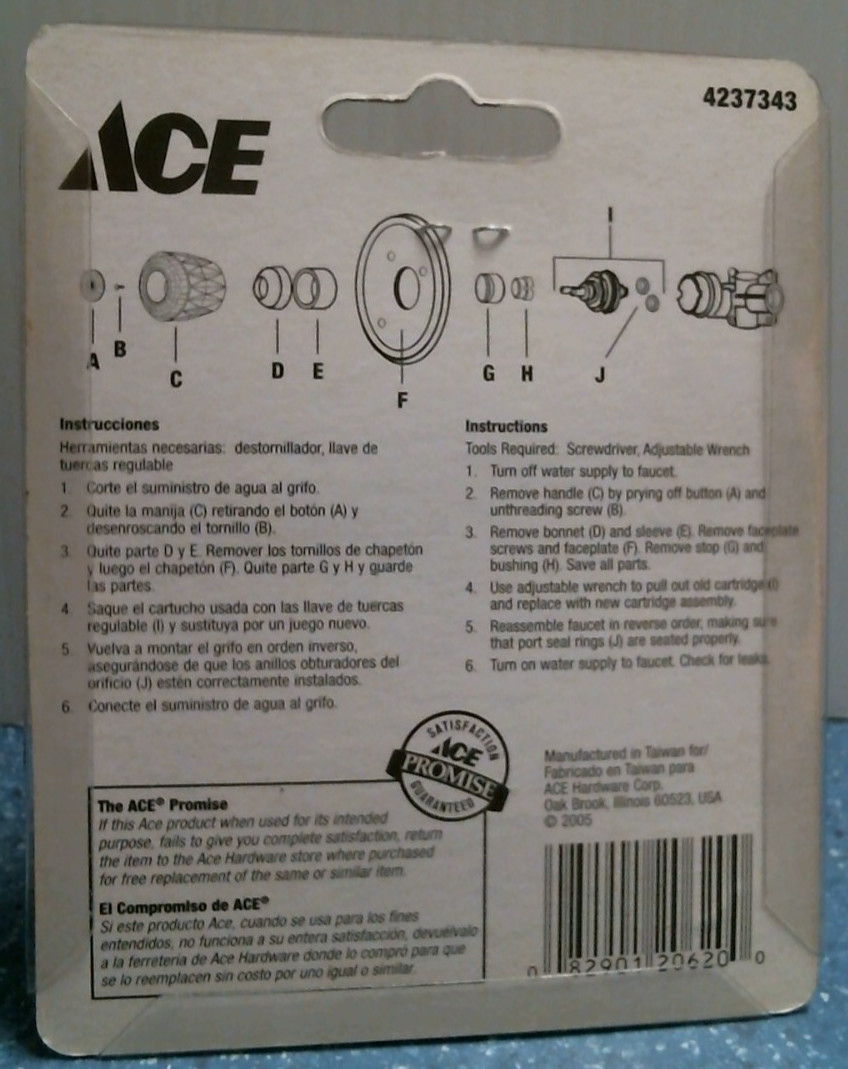 4237343
ACE
I
A
B
C
D
E
F
G
H
J
Instrucciones
Herramientas necesarias: destornillador, llave de
tuercas regulable
1. Corte el suministro de agua al grifo.
2. Quite la manija (C) retirando el botón (A) y
desenroscando el tornillo (B).
3. Quite parte D y E. Remover los tornillos de chapetón
y luego el chapetón (F). Quite parte G y H y guarde
las partes.
4. Saque el cartucho usada con las llave de tuercas
regulable (I) y sustituya por un juego nuevo.
5. Vuelva a montar el grifo en orden inverso,
asegurándose de que los anillos obturadores del
orificio (J) estén correctamente instalados.
6. Conecte el suministro de agua al grifo.
Instructions
Tools Required: Screwdriver, Adjustable Wrench
1. Turn off water supply to faucet.
2. Remove handle (C) by prying off button (A) and
unthreading screw (B).
3. Remove bonnet (D) and sleeve (E). Remove faceplate
screws and faceplate (F). Remove stop (G) and
bushing (H). Save all parts.
4. Use adjustable wrench to pull out old cartridge (I)
and replace with new cartridge assembly.
5. Reassemble faucet in reverse order, making sure
that port seal rings (J) are seated properly.
6. Turn on water supply to faucet. Check for leaks.
SATISFACTION
ACE
PROMISE
GUARANTEED
The ACE® Promise
If this Ace product when used for its intended
purpose, fails to give you complete satisfaction, return
the item to the Ace Hardware store where purchased
for free replacement of the same or similar item.
El Compromiso de ACE®
Si este producto Ace, cuando se usa para los fines
entendidos, no funciona a su entera satisfacción, devuélvalo
a la ferretería de Ace Hardware donde lo compró para que
se lo reemplacen sin costo por uno igual o similar.
Manufactured in Taiwan for/
Fabricado en Taiwan para
ACE Hardware Corp.
Oak Brook, Illinois 60523, USA
© 2005
0 82901 20620 0